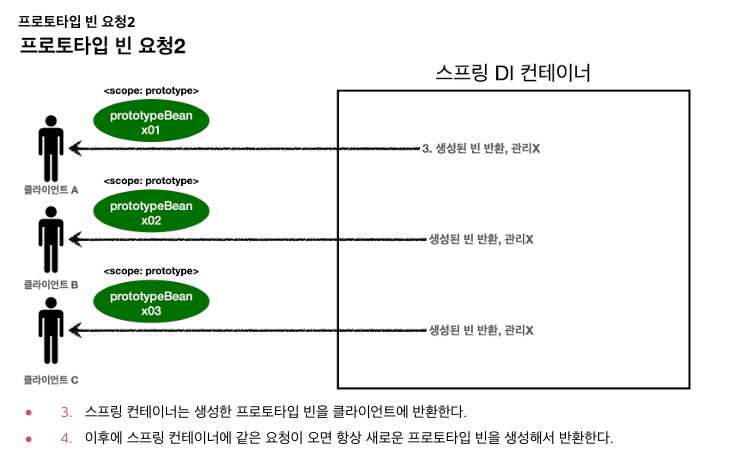 프로토타입 빈 요청2
프로토타입 빈 요청2
스프링 DI 컨테이너
<scope: prototype>
prototypeBean
x01
3. 생성된 빈 반환, 관리X
클라이언트 A
<scope: prototype>
prototypeBean
x02
생성된 빈 반환, 관리X
클라이언트 B
<scope: prototype>
prototypeBean
x03
생성된 빈 반환, 관리X
클라이언트 C
• 3. 스프링 컨테이너는 생성한 프로토타입 빈을 클라이언트에 반환한다.
• 4. 이후에 스프링 컨테이너에 같은 요청이 오면 항상 새로운 프로토타입 빈을 생성해서 반환한다.